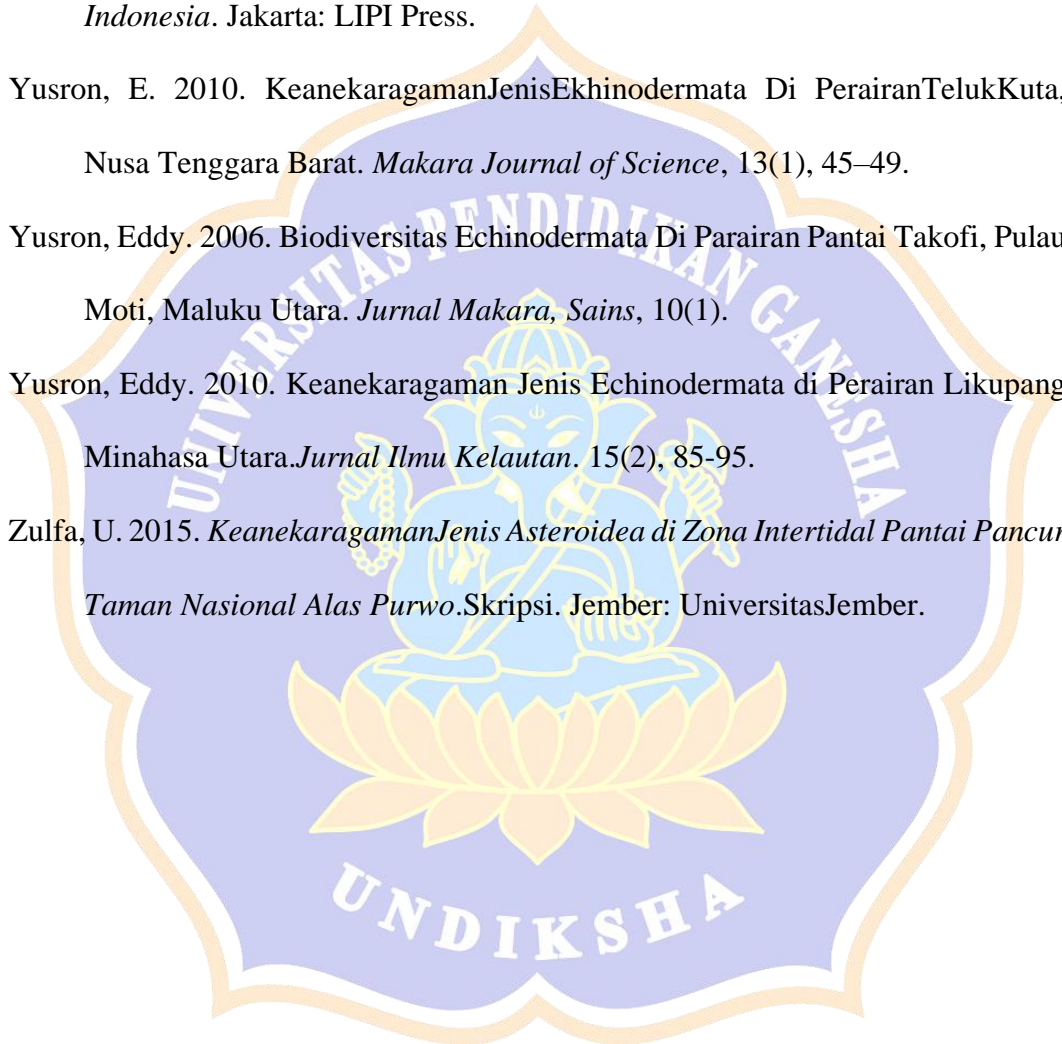 Indonesia. Jakarta: LIPI Press.
Yusron, E. 2010. KeanekaragamanJenisEkhinodermata Di PerairanTelukKuta,
Nusa Tenggara Barat. Makara Journal of Science, 13(1), 45–49.
Yusron, Eddy. 2006. Biodiversitas Echinodermata Di Parairan Pantai Takofi, Pulau
Moti, Maluku Utara. Jurnal Makara, Sains, 10(1).
Yusron, Eddy. 2010. Keanekaragaman Jenis Echinodermata di Perairan Likupang
Minahasa Utara.Jurnal Ilmu Kelautan. 15(2), 85-95.
Zulfa, U. 2015. KeanekaragamanJenis Asteroidea di Zona Intertidal Pantai Pancur
Taman Nasional Alas Purwo.Skripsi. Jember: UniversitasJember.
UNIVERSITAS PENDIDIKAN GANESHA
UNDIKSHA